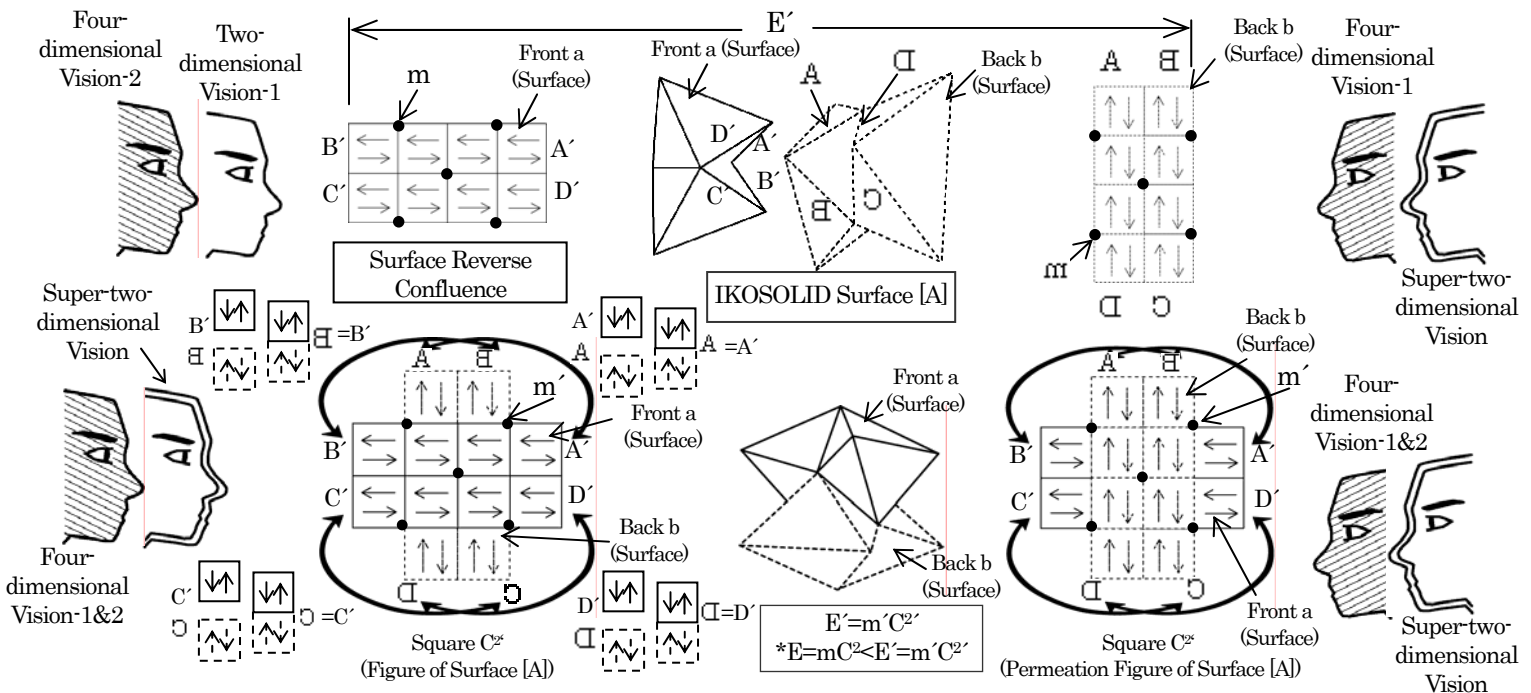 Four-
dimensional
Vision-2
Two-
dimensional
Vision-1
E´
m
Front a
(Surface)
B´
A´
C´
D´
Front a (Surface)
D´
A´
C´
B´
A
D
B
C
Back b
(Surface)
A
B
Back b
(Surface)
m
D
C
Four-
dimensional
Vision-1
Super-two-
dimensional
Vision
Surface Reverse
Confluence
IKOSOLID Surface [A]
Super-two-
dimensional
Vision
B´
B
B=B´
A´
A
A=A´
A
B
m´
Front a
(Surface)
B´
A´
C´
D´
Back b
(Surface)
D
C
Four-
dimensional
Vision-1&2
C´
C
C=C´
D´
D
D=D´
Square C²´
(Figure of Surface [A])
Front a
(Surface)
Back b
(Surface)
E´=m´C²´
*E=mC²<E´=m´C²´
Back b
(Surface)
A
B
m´
B´
A´
C´
D´
D
C
Front a
(Surface)
Square C²´
(Permeation Figure of Surface [A])
Four-
dimensional
Vision-1&2
Super-two-
dimensional
Vision